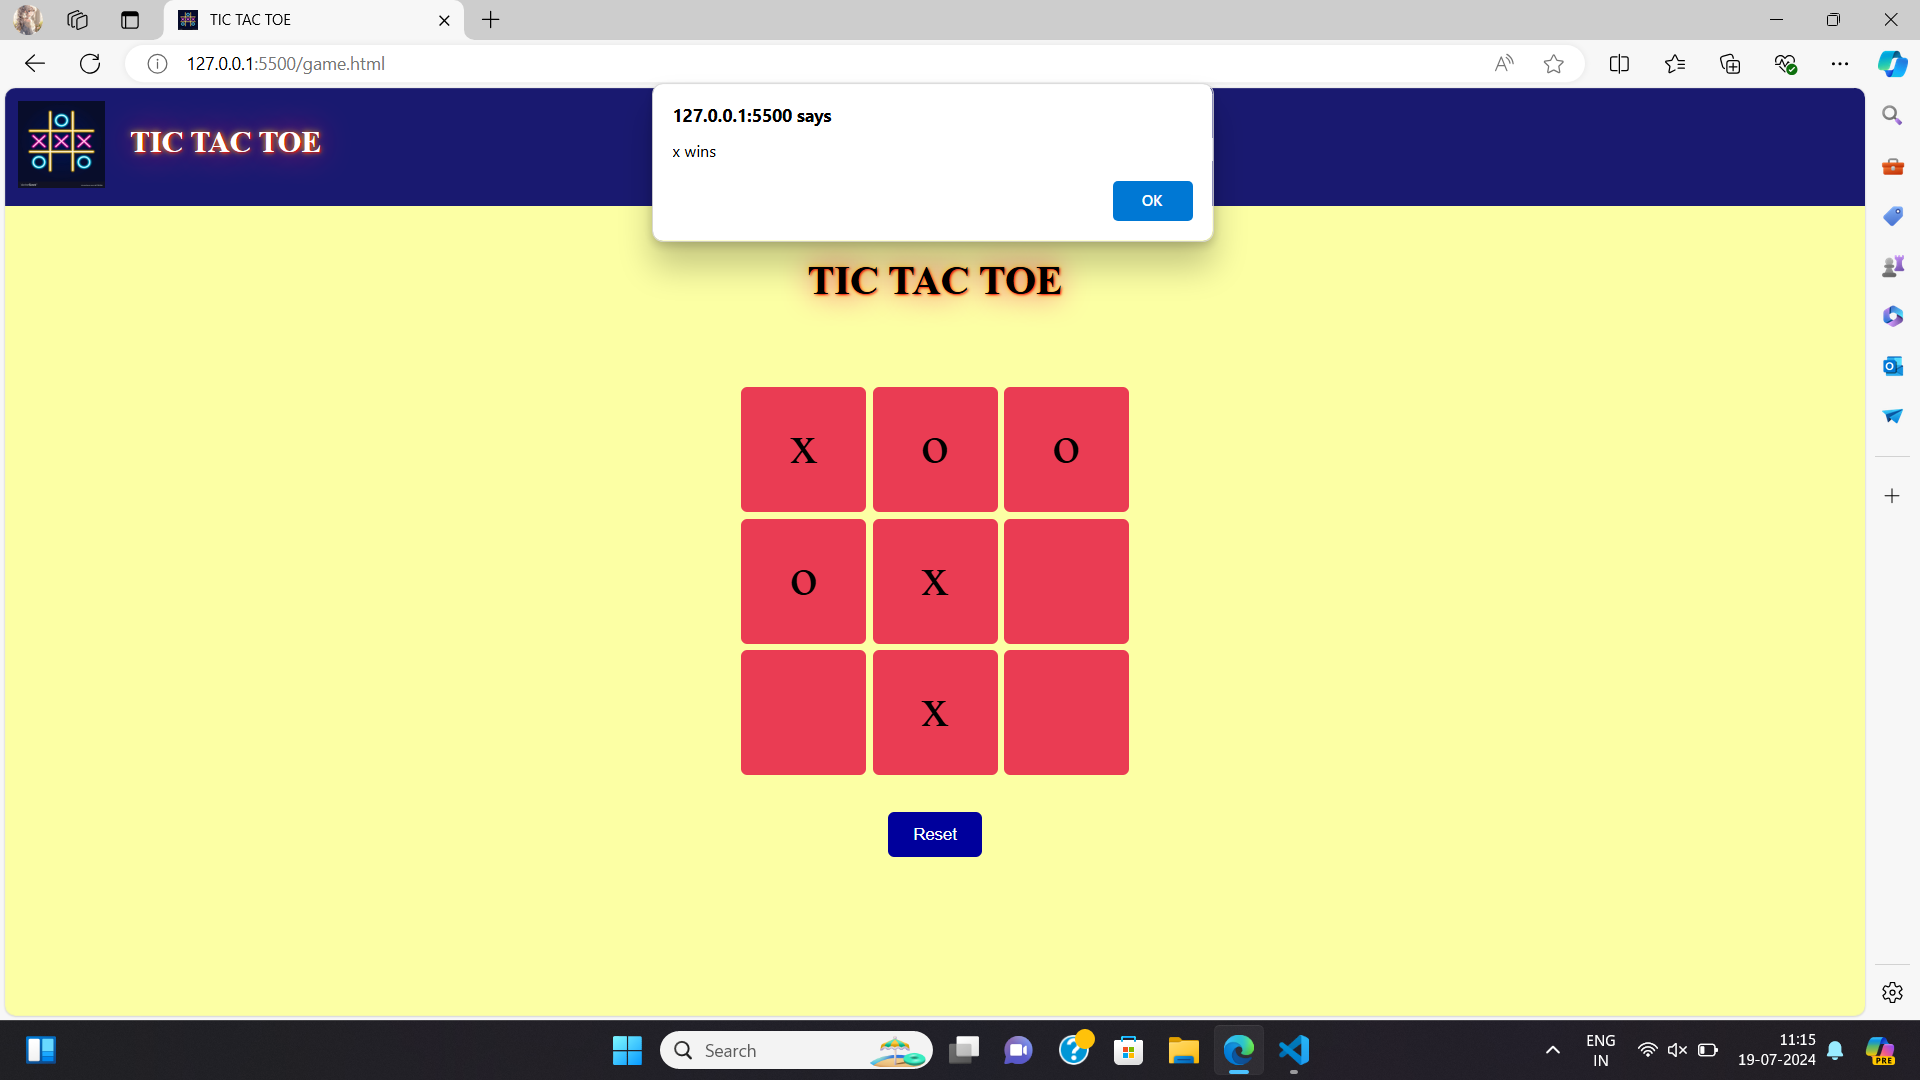 TIC TAC TOE
127.0.0.1:5500/game.html
127.0.0.1:5500 says
x wins
OK
TIC TAC TOE
TIC TAC TOE
X O O
O X
X
Reset
Search
ENG
IN
11:15
19-07-2024
PRE